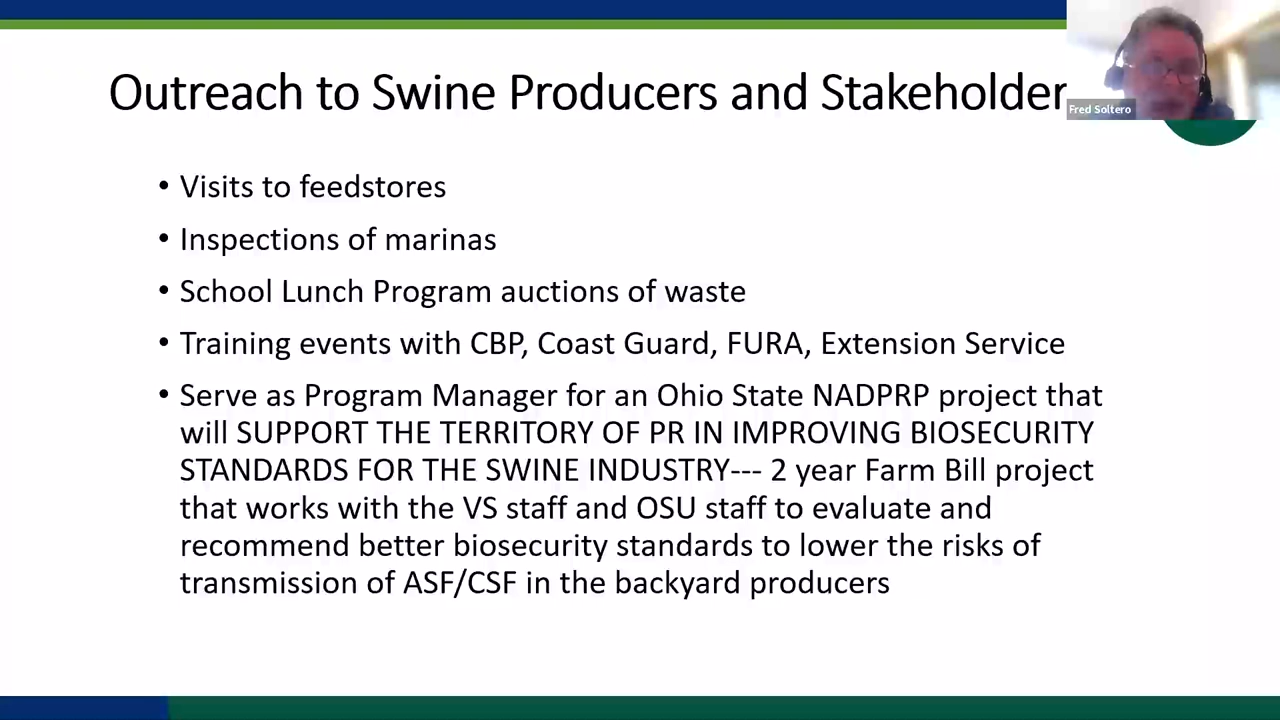 Outreach to Swine Producers and Stakeholder
Fred Soltero
• Visits to feedstores
• Inspections of marinas
• School Lunch Program auctions of waste
• Training events with CBP, Coast Guard, FURA, Extension Service
• Serve as Program Manager for an Ohio State NADPRP project that
will SUPPORT THE TERRITORY OF PR IN IMPROVING BIOSECURITY
STANDARDS FOR THE SWINE INDUSTRY--- 2 year Farm Bill project
that works with the VS staff and OSU staff to evaluate and
recommend better biosecurity standards to lower the risks of
transmission of ASF/CSF in the backyard producers